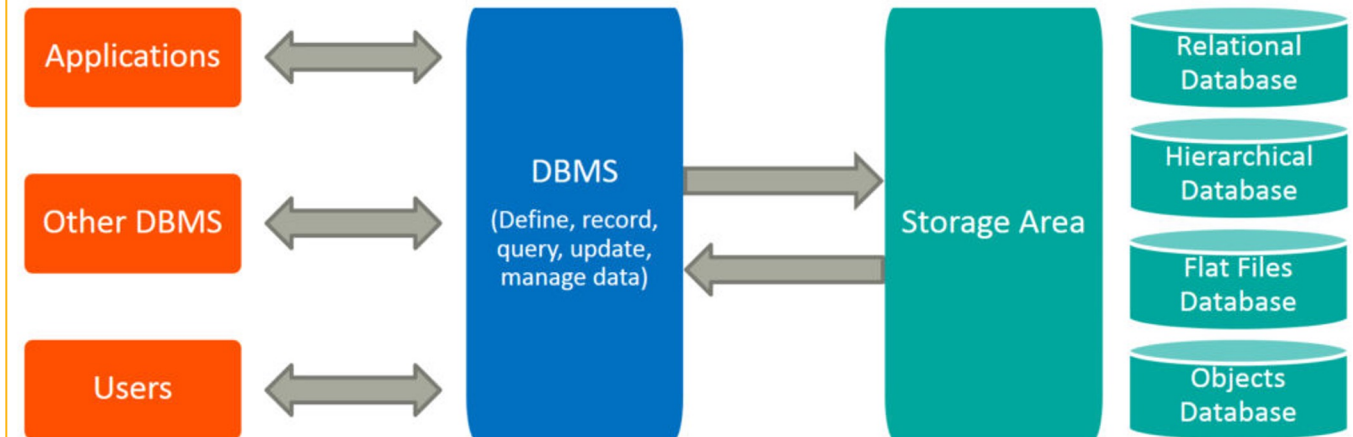 Applications
Other DBMS
Users
DBMS
(Define, record,
query, update,
manage data)
Storage Area
Relational
Database
Hierarchical
Database
Flat Files
Database
Objects
Database